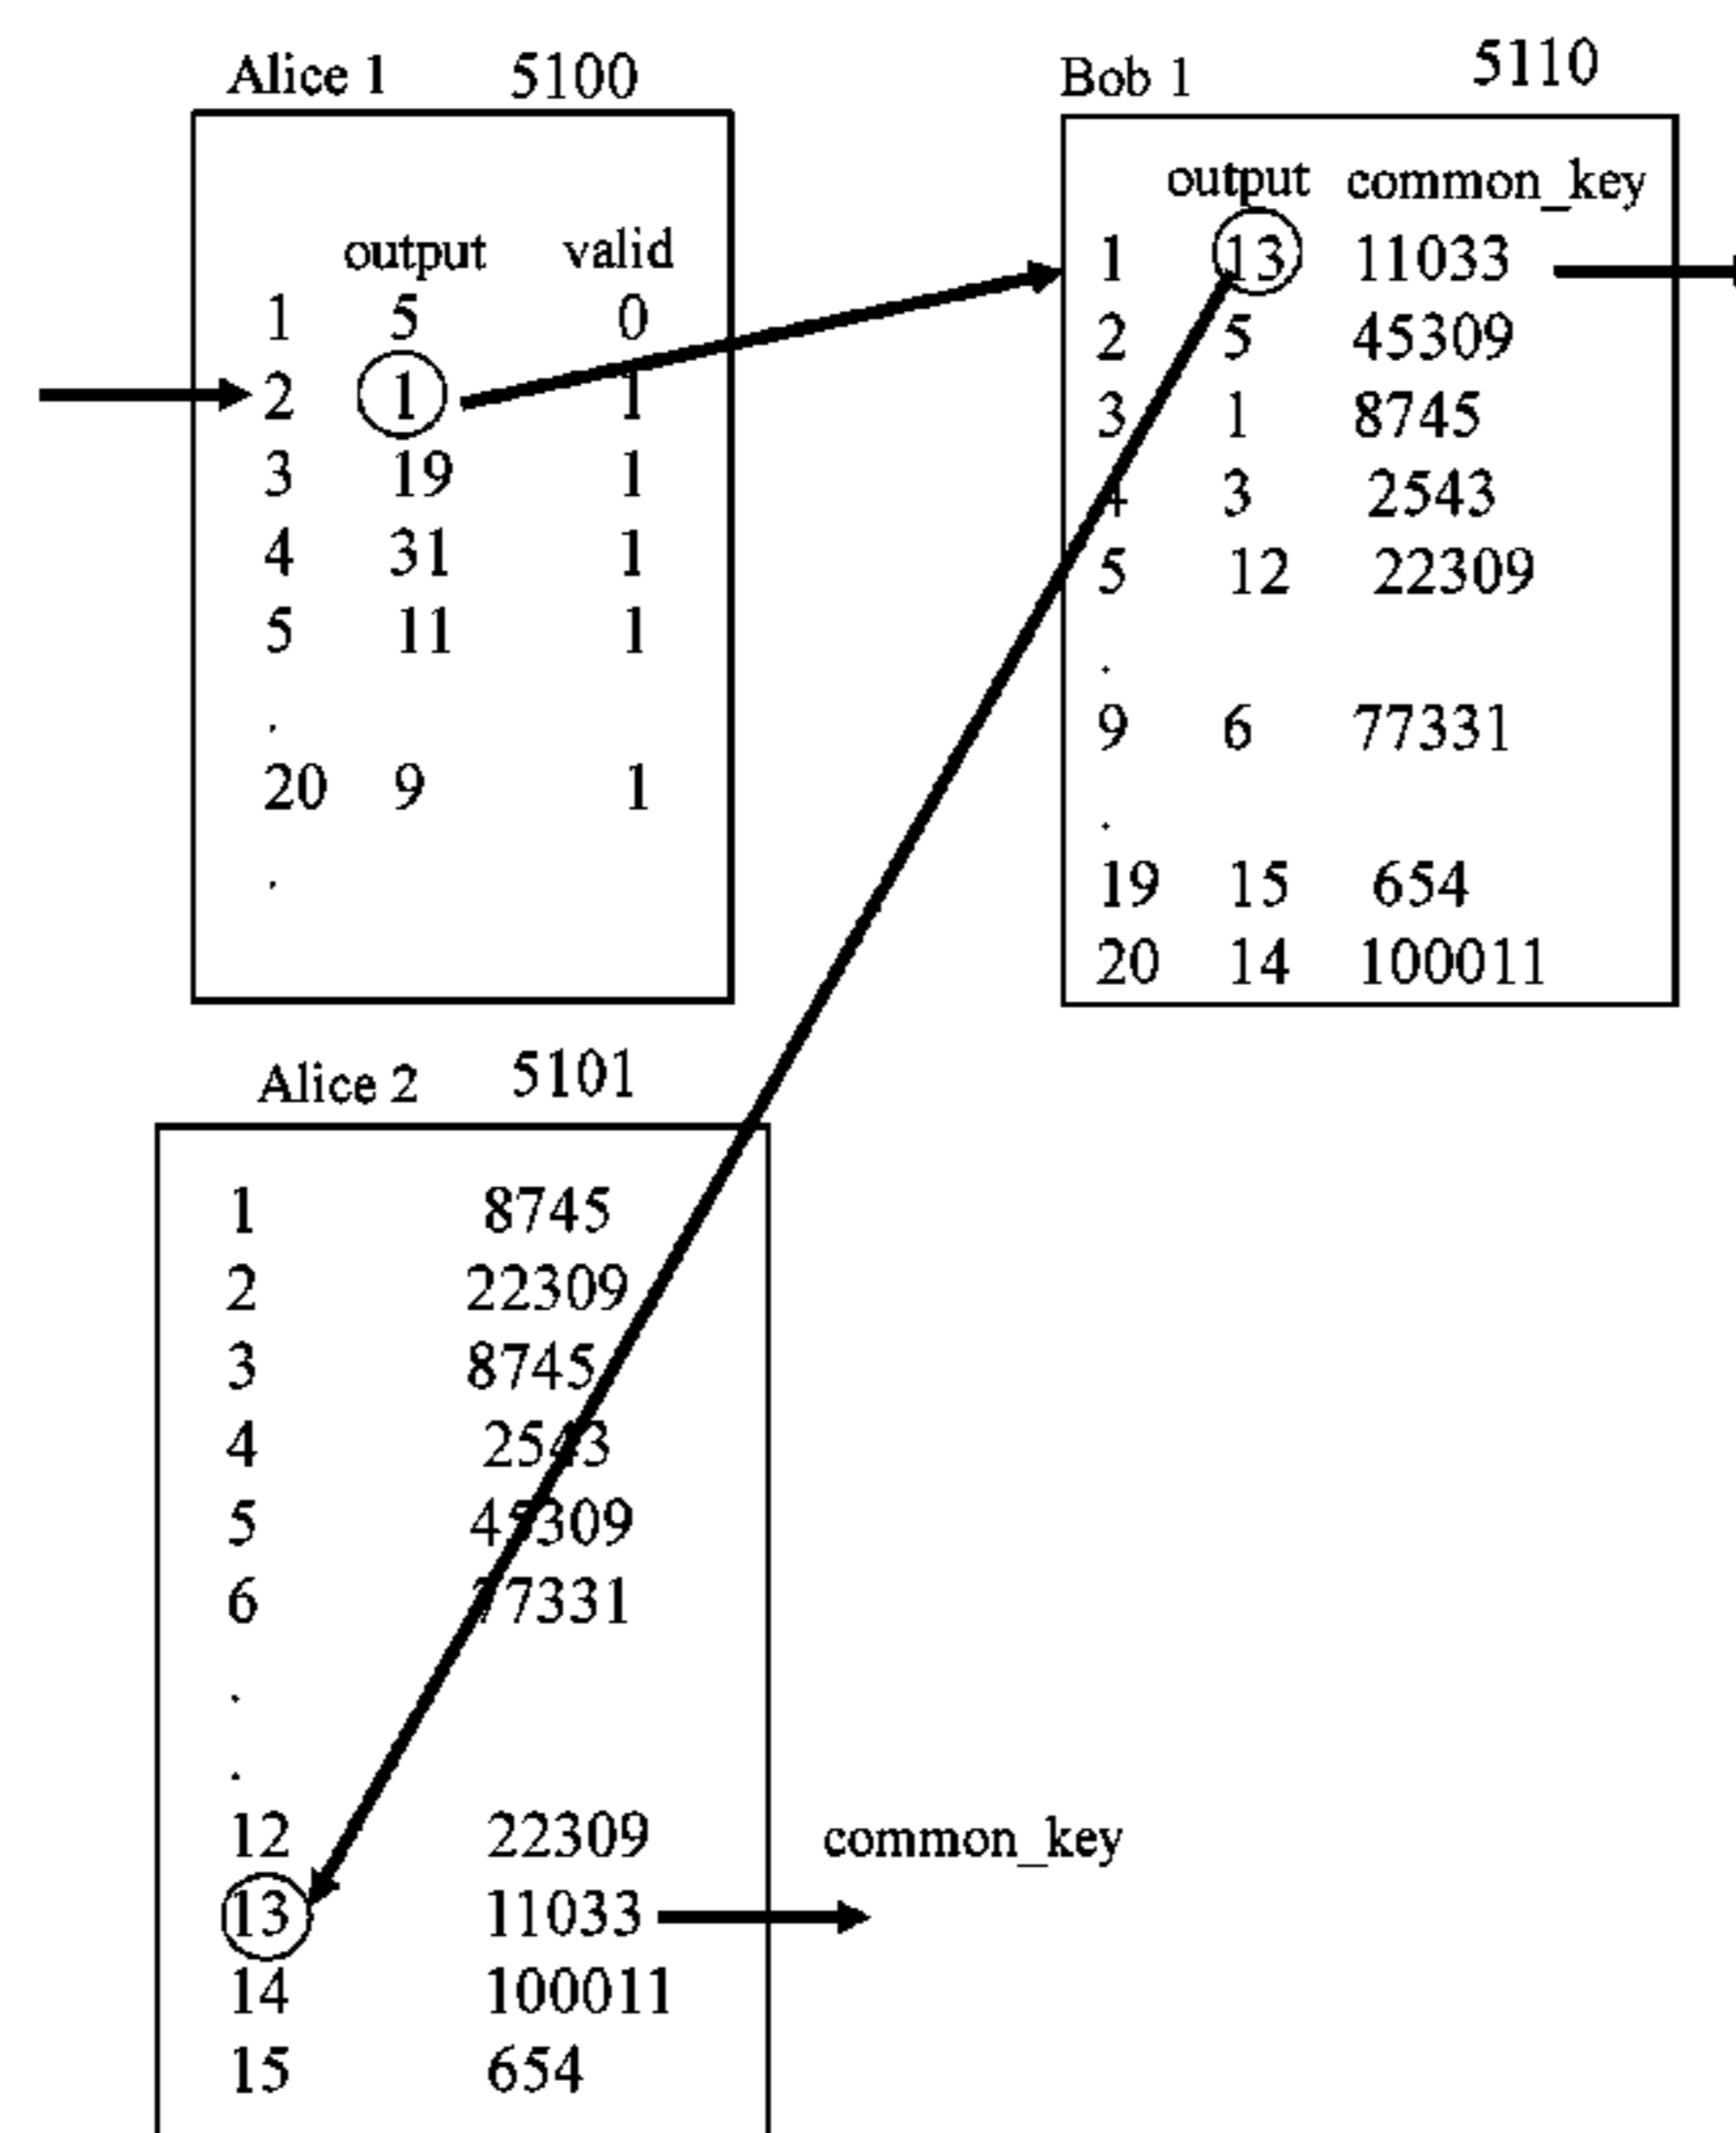 Alice 1 5100
output valid
1 5 0
2 1 1
3 19 1
4 31 1
5 11 1
.
20 9 1
.
Bob 1 5110
output common_key
1 13 11033
2 5 45309
3 1 8745
4 3 2543
5 12 22309
.
9 6 77331
.
19 15 654
20 14 100011
Alice 2 5101
1 8745
2 22309
3 8745
4 2543
5 45309
6 77331
.
.
12 22309
13 11033
14 100011
15 654
common_key